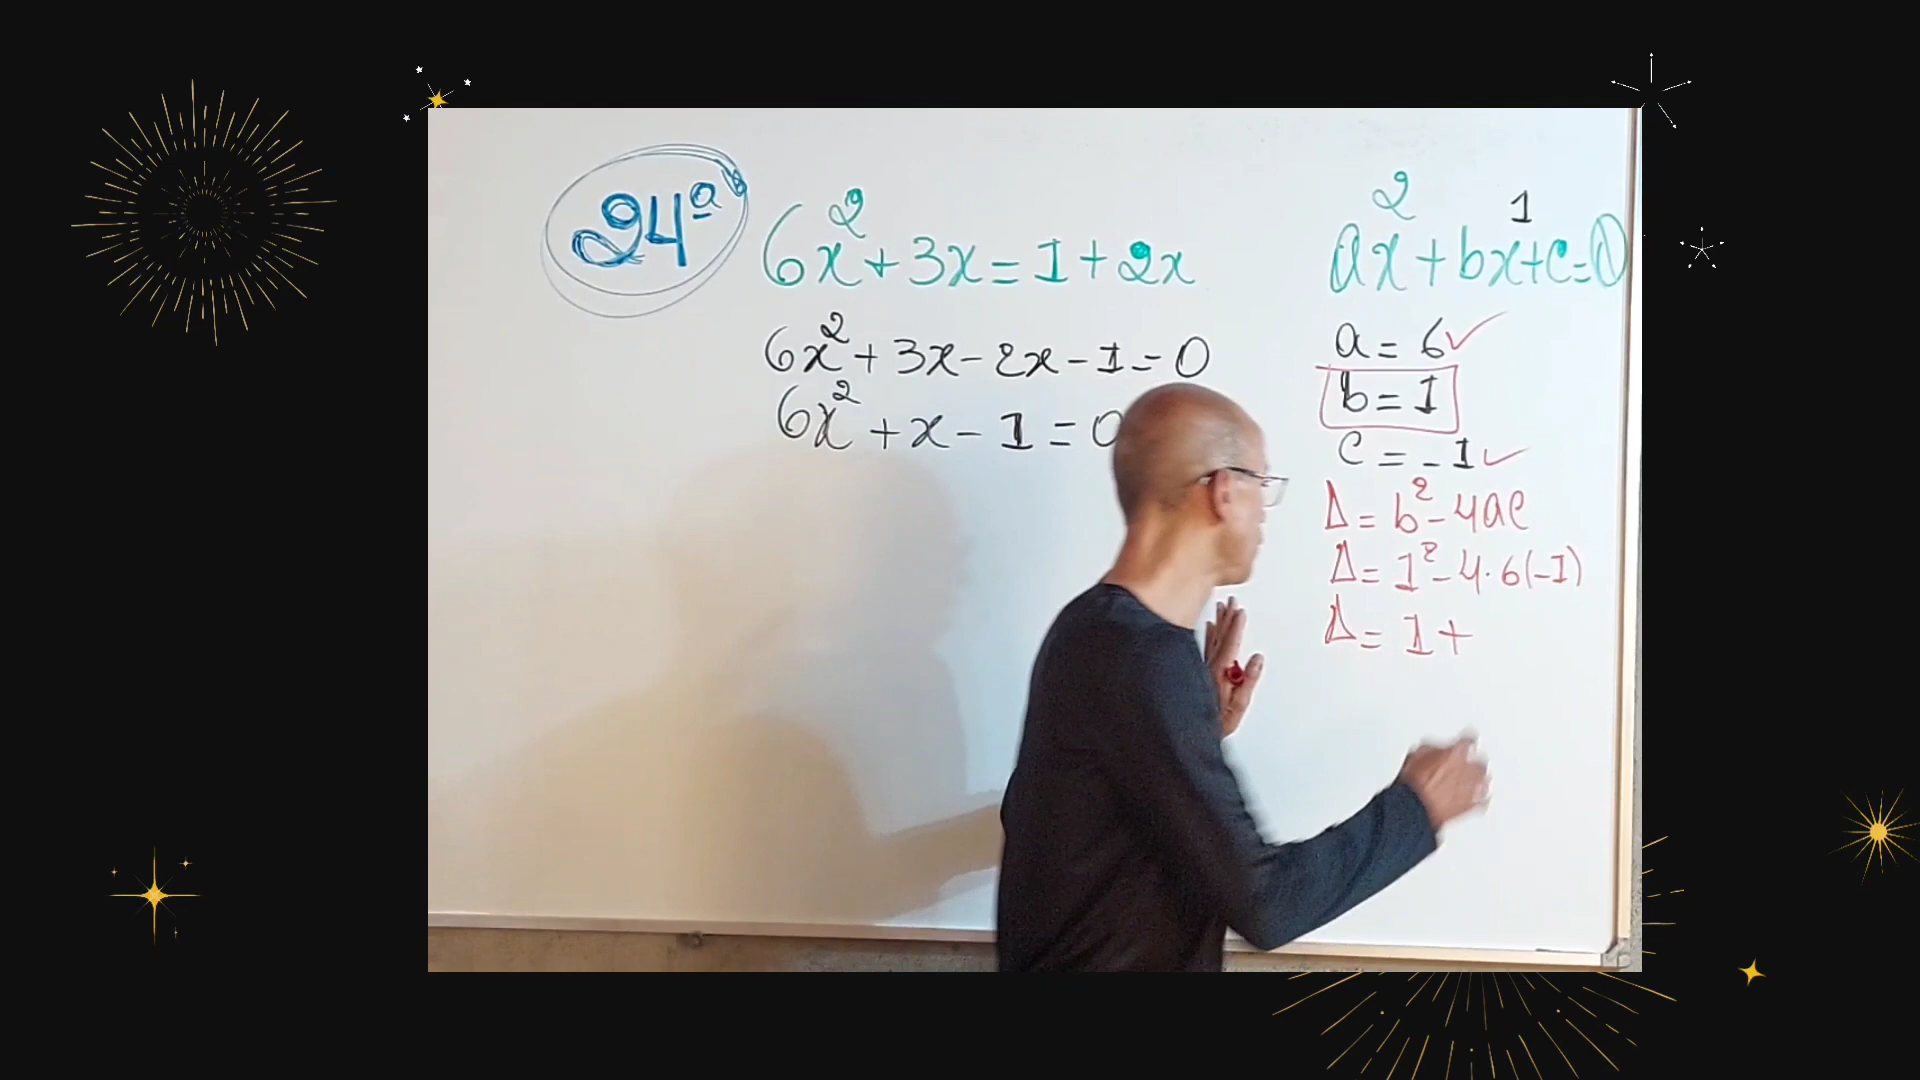 24ª
6x² + 3x = 1 + 2x
6x² + 3x - 2x - 1 = 0
6x² + x - 1 = 0
ax² + bx¹ + c = 0
a = 6 ✓
b = 1
c = -1 ✓
Δ = b² - 4ac
Δ = 1² - 4·6(-1)
Δ = 1 +